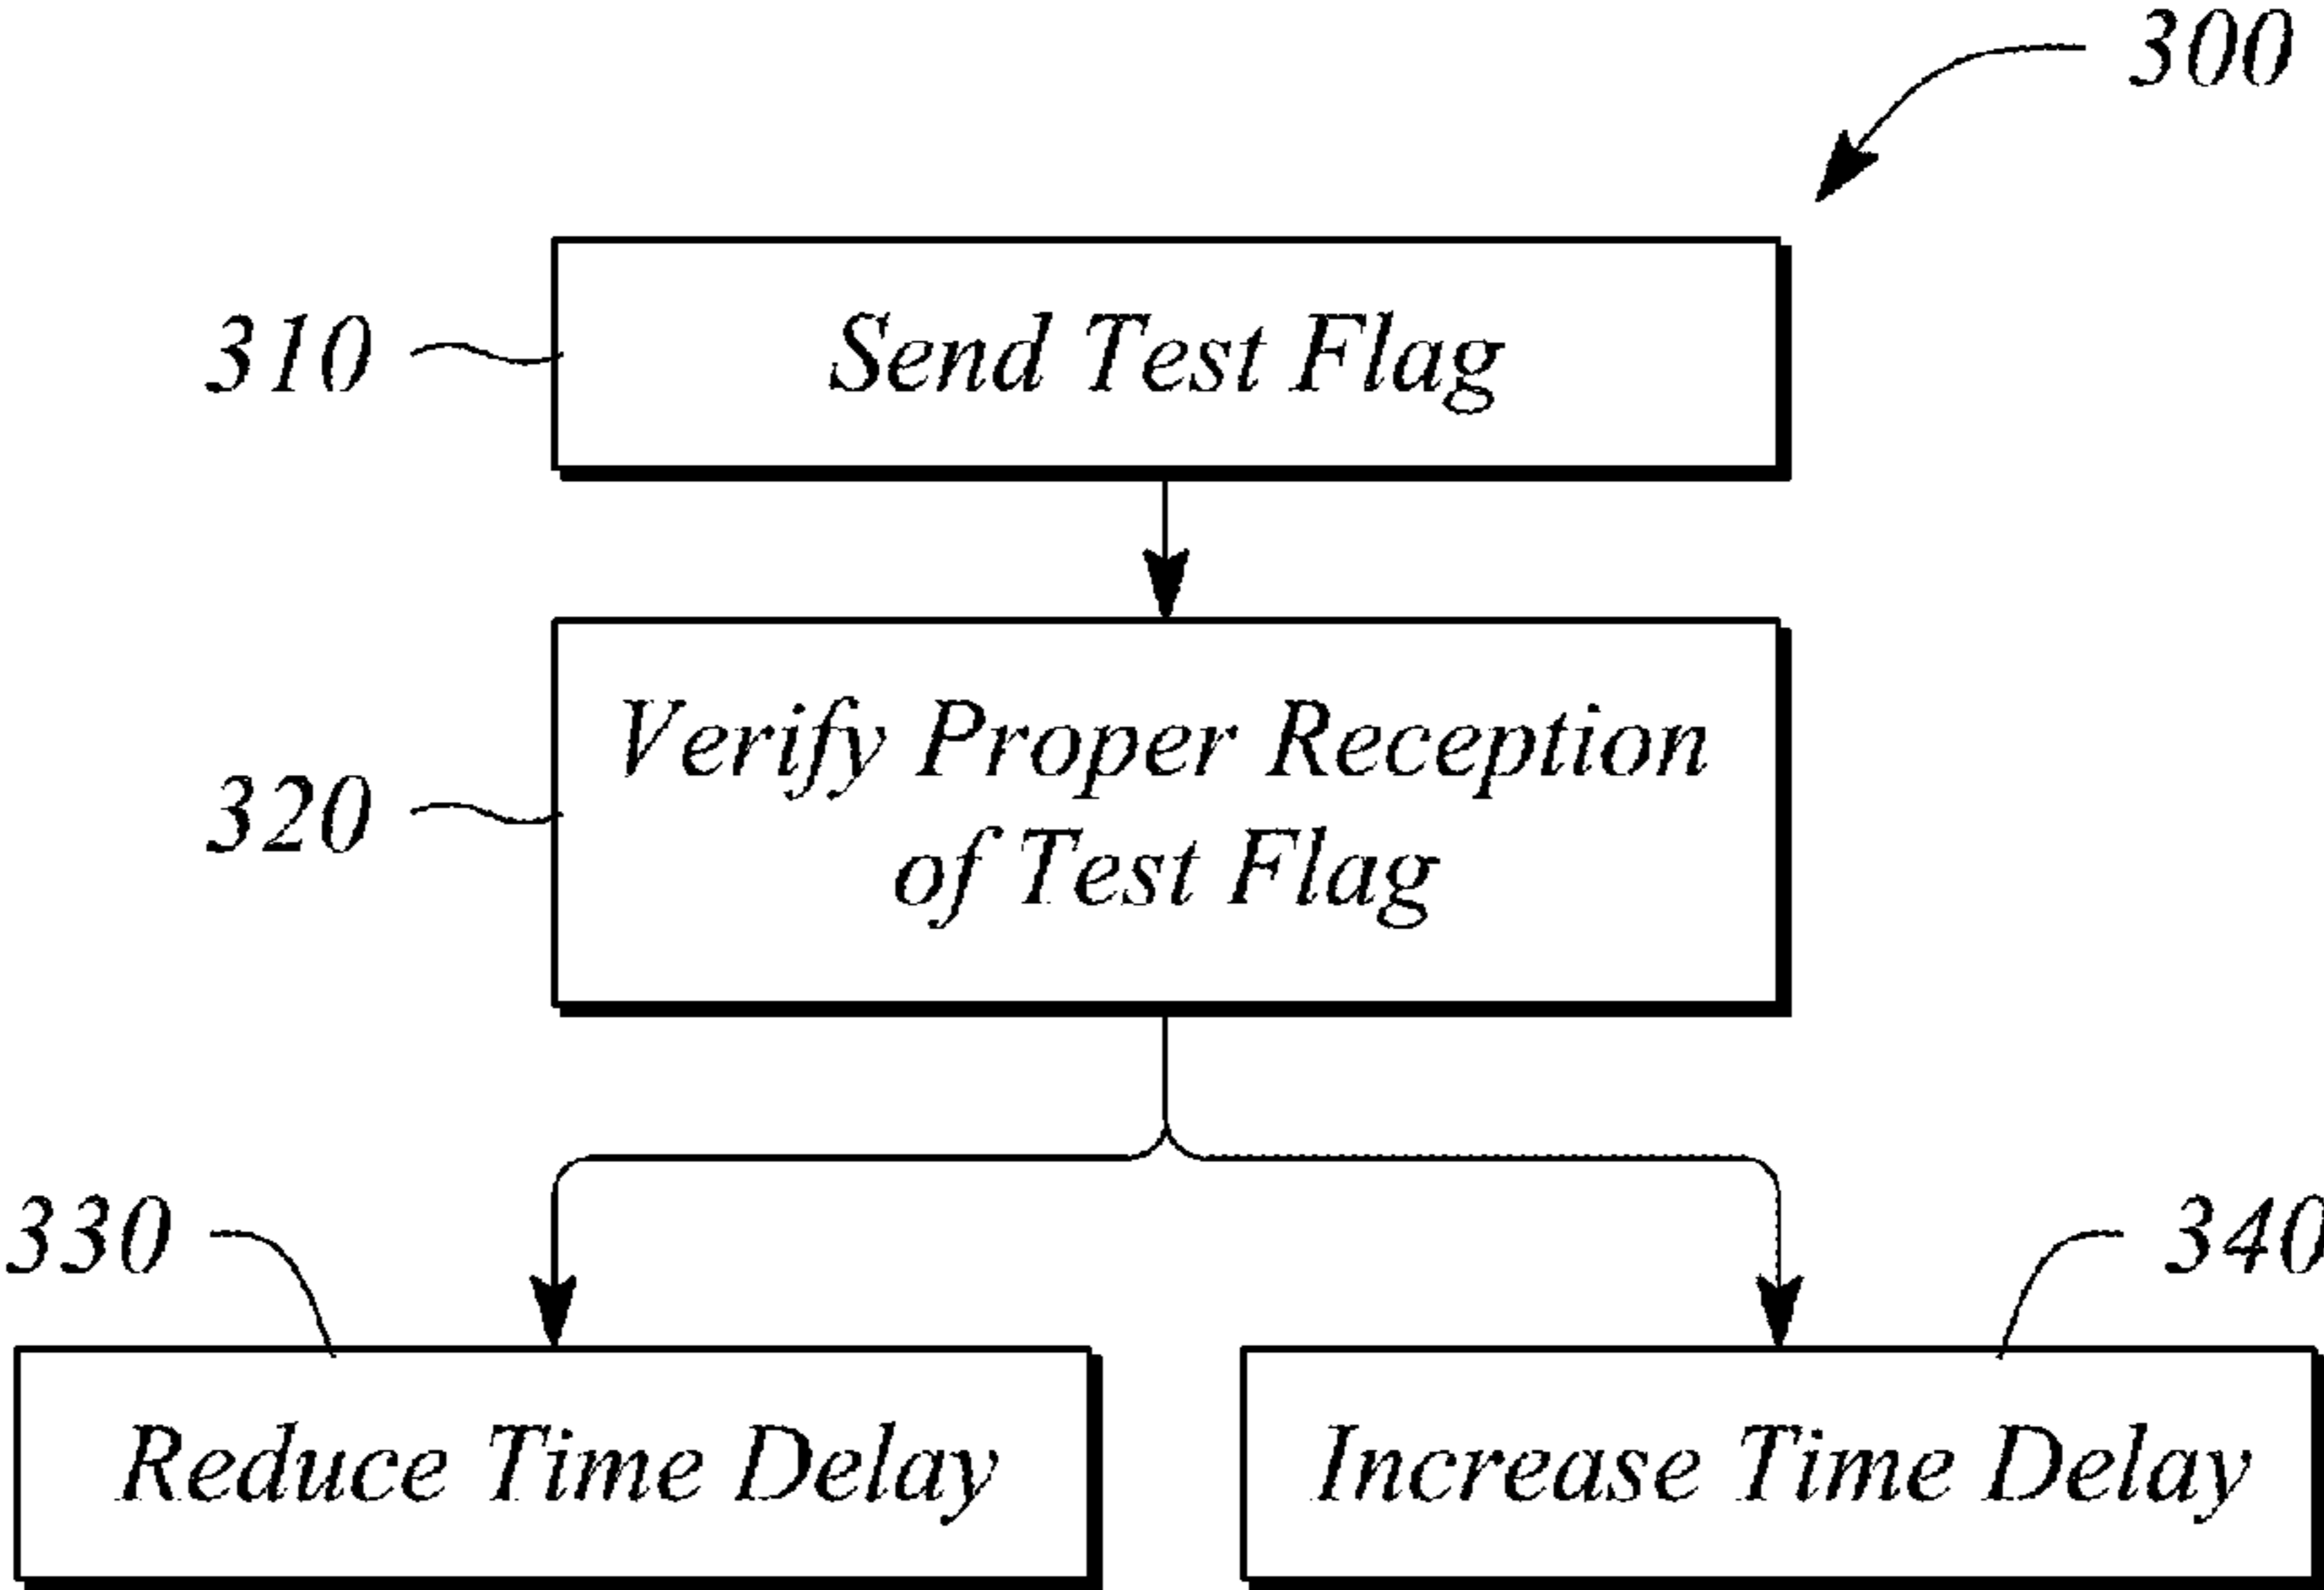 300
310
Send Test Flag
320
Verify Proper Reception
of Test Flag
330
340
Reduce Time Delay
Increase Time Delay